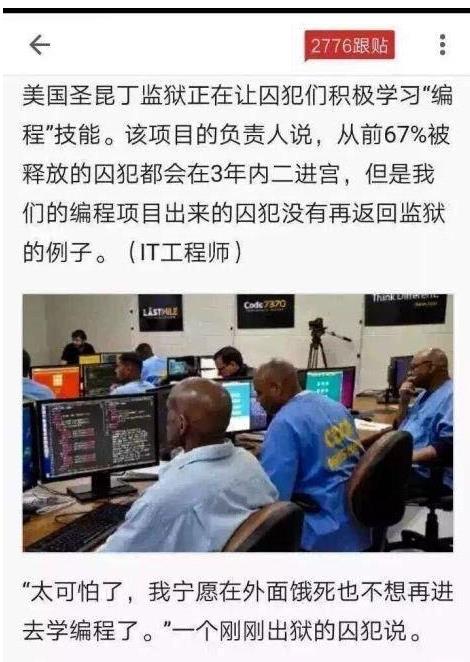 2776跟贴
美国圣昆丁监狱正在让囚犯们积极学习“编
程”技能。该项目的负责人说，从前67%被
释放的囚犯都会在3年内二进宫，但是我
们的编程项目出来的囚犯没有再返回监狱
的例子。（IT工程师）
LAST MILE
Code7370
Think Different.
“太可怕了，我宁愿在外面饿死也不想再进
去学编程了。”一个刚刚出狱的囚犯说。